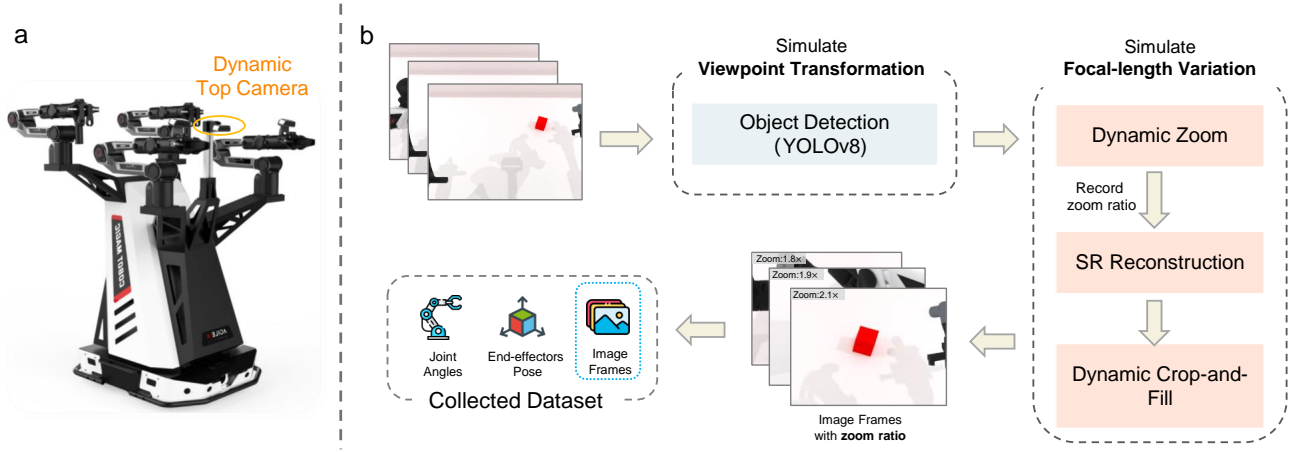 a
Dynamic
Top Camera
COBOT MAGIC
b
Simulate
Viewpoint Transformation
Object Detection
(YOLOv8)
Simulate
Focal-length Variation
Dynamic Zoom
Record
zoom ratio
SR Reconstruction
Dynamic Crop-and-
Fill
Zoom:1.8×
Zoom:1.9×
Zoom:2.1×
Image Frames
with zoom ratio
Joint
Angles
End-effectors
Pose
Image
Frames
Collected Dataset